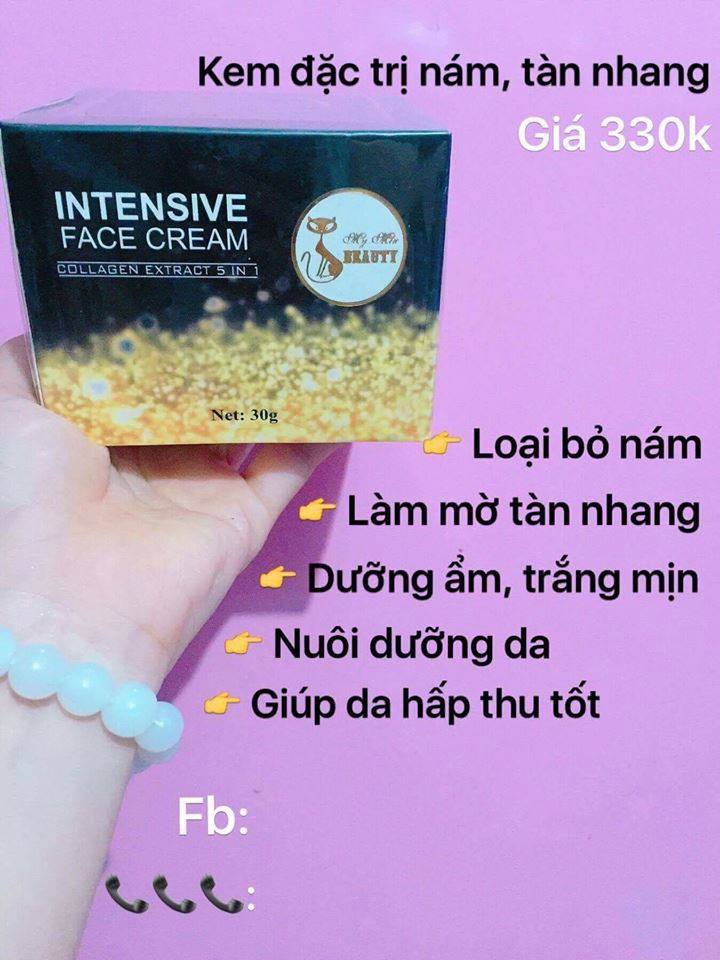 Kem đặc trị nám, tàn nhang
Giá 330k
INTENSIVE
FACE CREAM
COLLAGEN EXTRACT 5 IN 1
BEAUTY
Net: 30g
👉 Loại bỏ nám
👉 Làm mờ tàn nhang
👉 Dưỡng ẩm, trắng mịn
👉 Nuôi dưỡng da
👉 Giúp da hấp thu tốt
Fb:
📞📞📞: